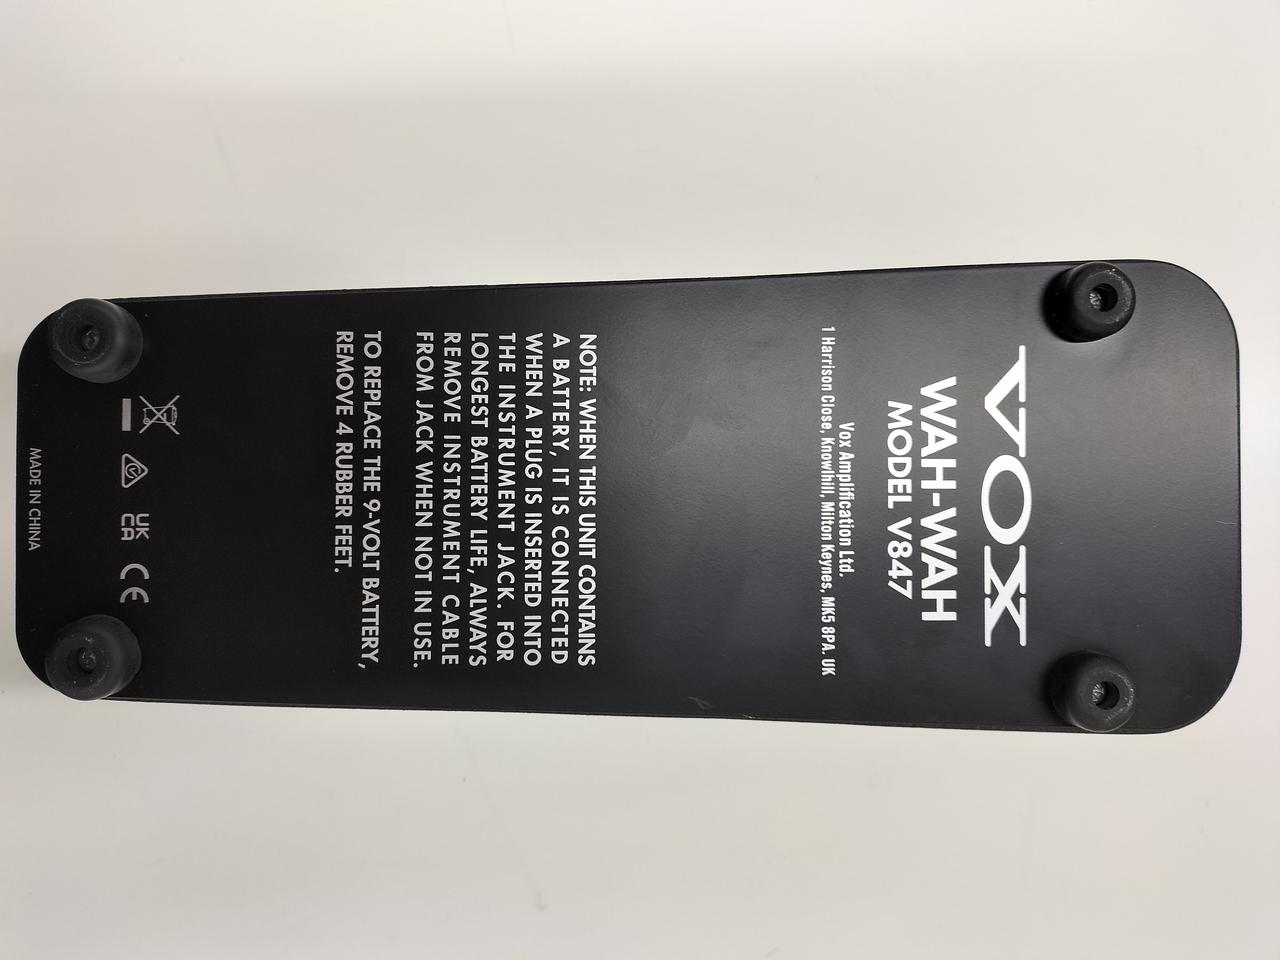 VOX
WAH-WAH
MODEL V847
Vox Amplification Ltd.
1 Harrison Close, Knowlhill, Milton Keynes, MK5 8PA. UK
NOTE: WHEN THIS UNIT CONTAINS
A BATTERY, IT IS CONNECTED
WHEN A PLUG IS INSERTED INTO
THE INSTRUMENT JACK. FOR
LONGEST BATTERY LIFE, ALWAYS
REMOVE INSTRUMENT CABLE
FROM JACK WHEN NOT IN USE.
TO REPLACE THE 9-VOLT BATTERY,
REMOVE 4 RUBBER FEET.
UK
CA
CE
MADE IN CHINA